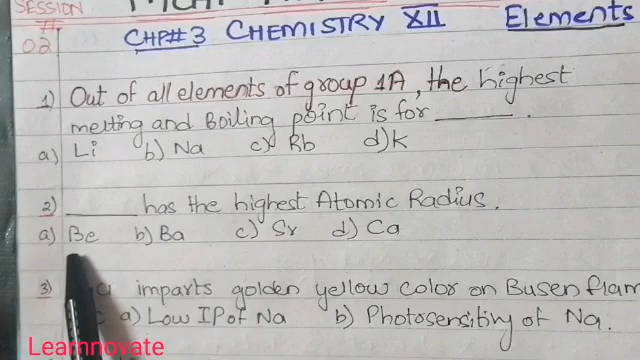 SESSION
02
CHP#3 CHEMISTRY XII Elements
1) Out of all elements of group 1A, the highest
melting and Boiling point is for ______.
a) Li b) Na c) Rb d) K
2) ______ has the highest Atomic Radius.
a) Be b) Ba c) Sr d) Ca
3) imparts golden yellow color on Busen flam
a) Low IP of Na b) Photosensitiviy of Na.
Learnnovate